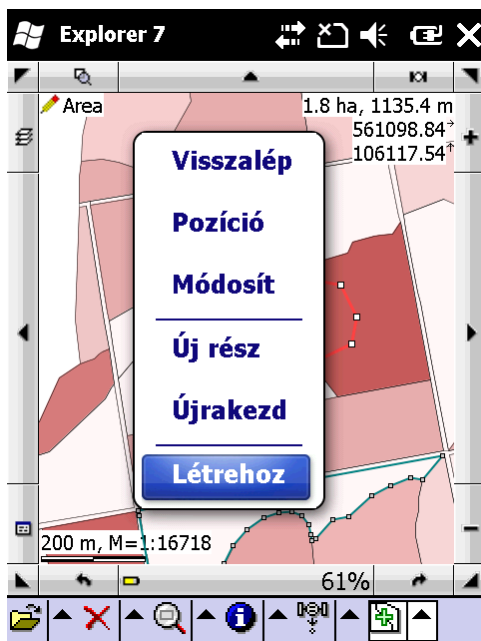 Explorer 7
Area
1.8 ha, 1135.4 m
561098.84
106117.54
Visszalép
Pozíció
Módosít
Új rész
Újrakezd
Létrehoz
200 m, M=1:16718
61%